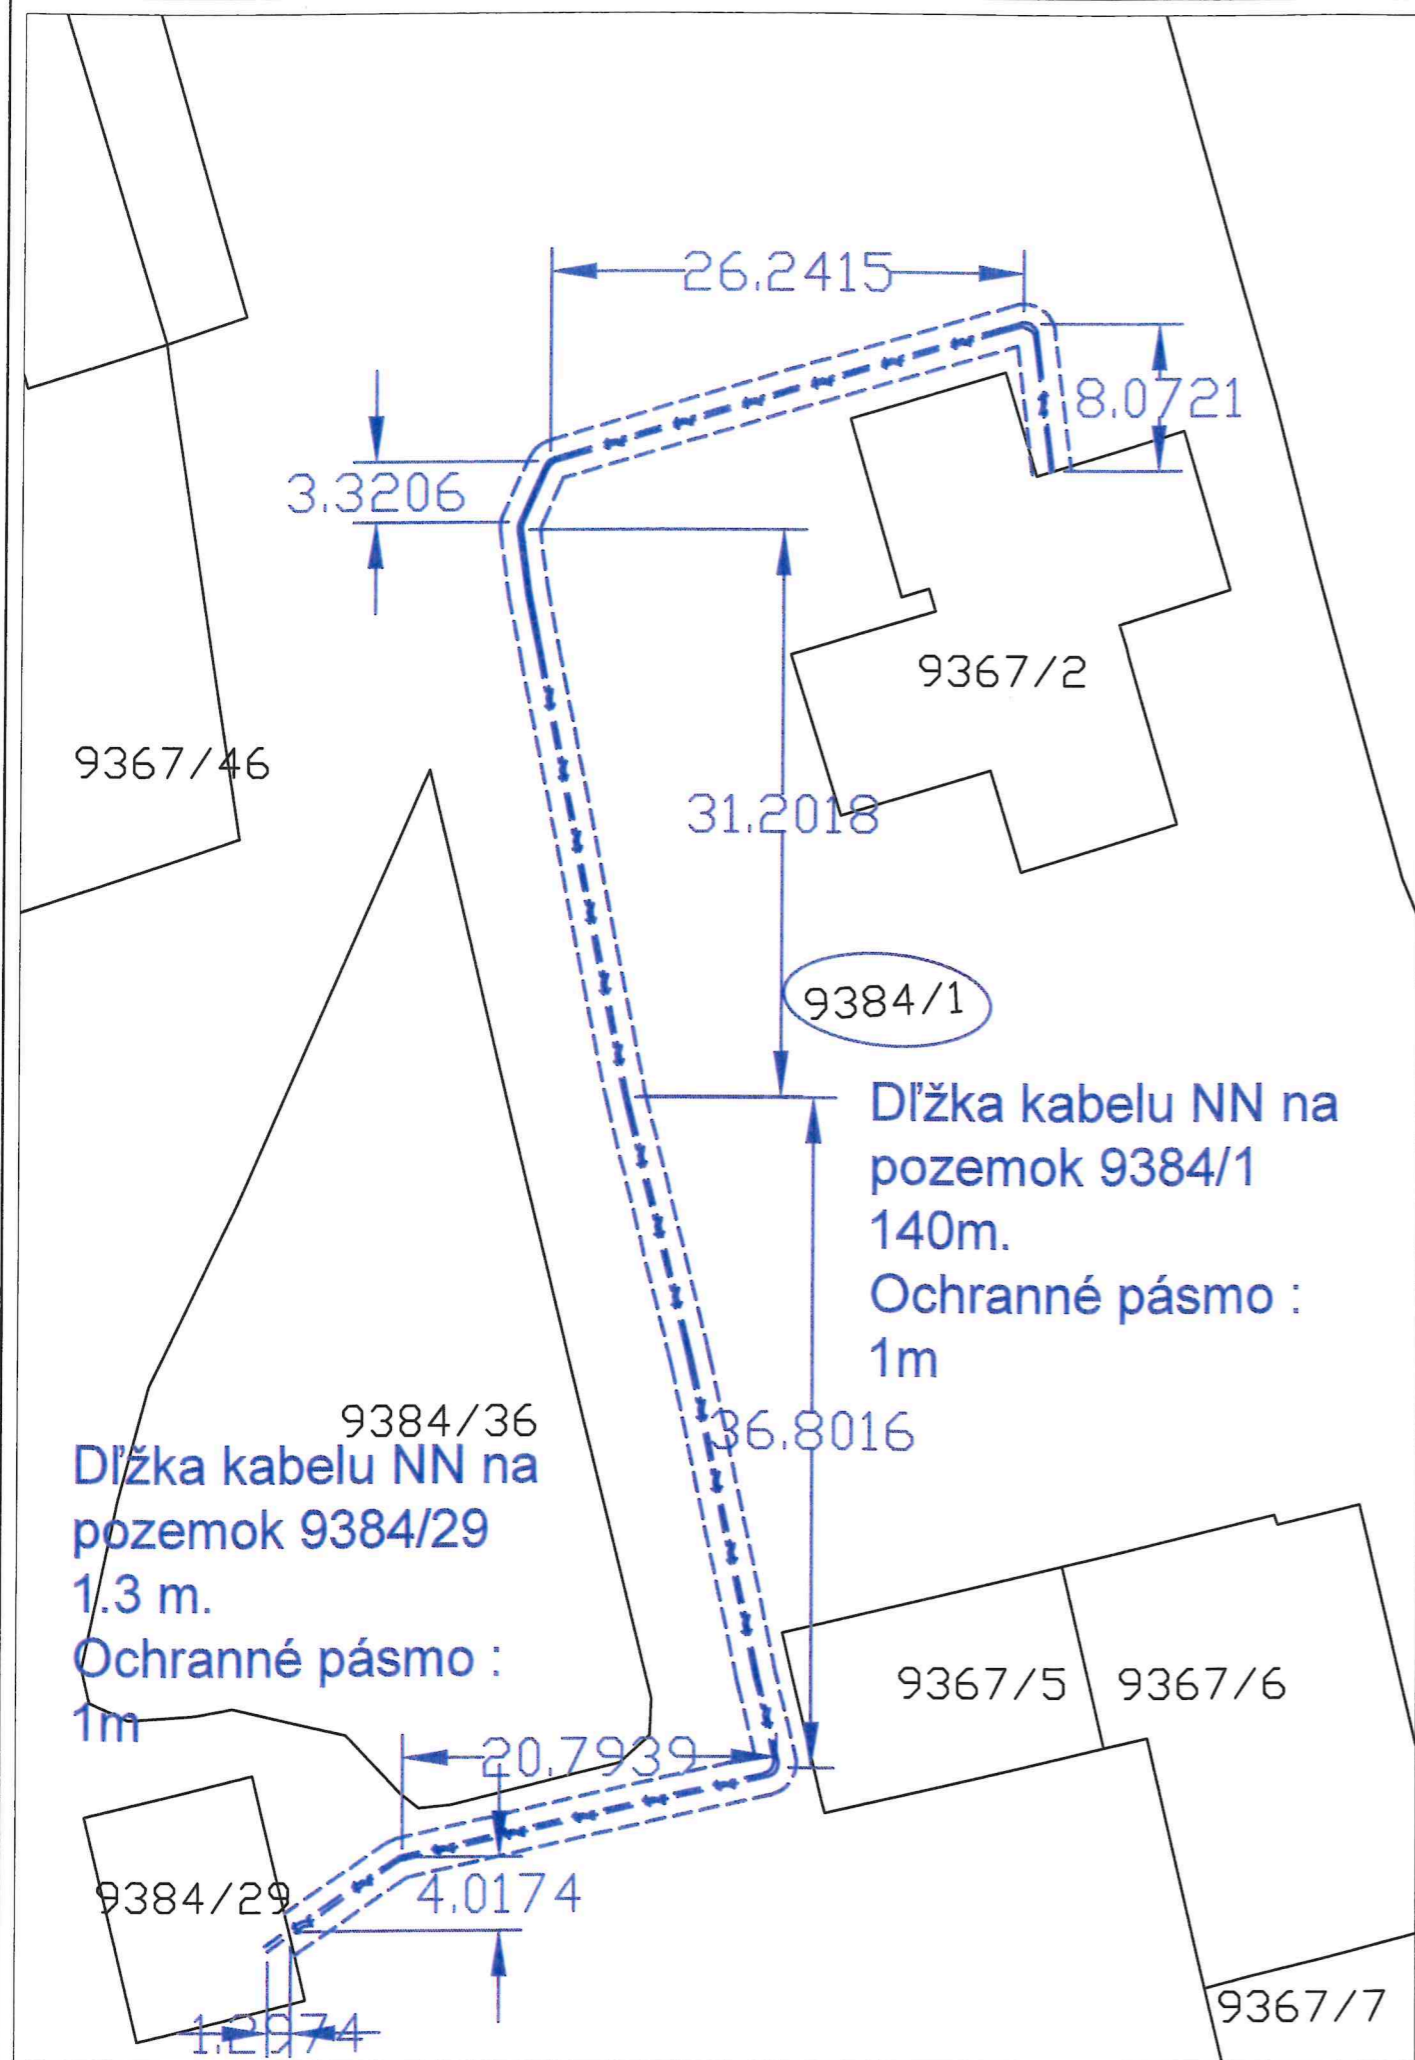 26.2415
8.0721
3.3206
9367/2
9367/46
31.2018
9384/1
Dľžka kabelu NN na
pozemok 9384/1
140m.
Ochranné pásmo :
1m
9384/36
36.8016
Dľžka kabelu NN na
pozemok 9384/29
1.3 m.
Ochranné pásmo :
1m
9367/5
9367/6
20.7939
9384/29
4.0174
9367/7
1.2974